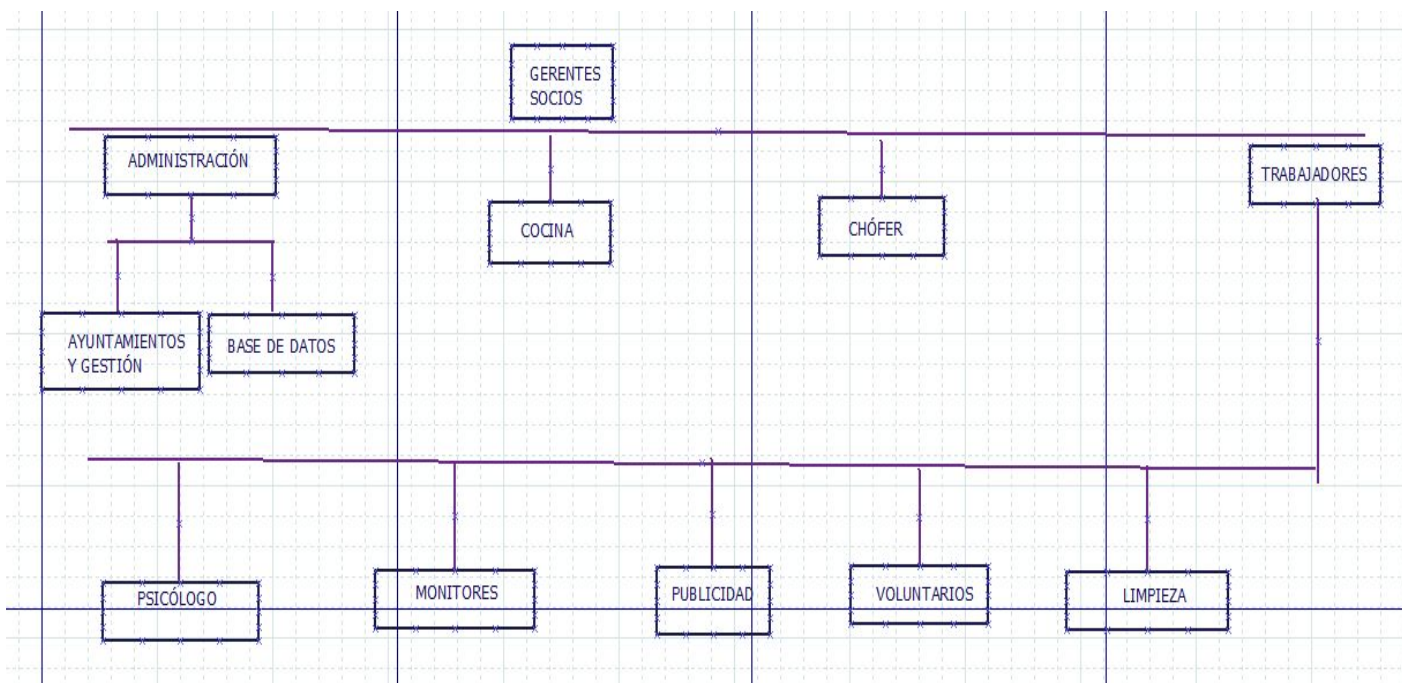 GERENTES
SOCIOS
ADMINISTRACIÓN
TRABAJADORES
COCINA
CHÓFER
AYUNTAMIENTOS
Y GESTIÓN
BASE DE DATOS
PSICÓLOGO
MONITORES
PUBLICIDAD
VOLUNTARIOS
LIMPIEZA